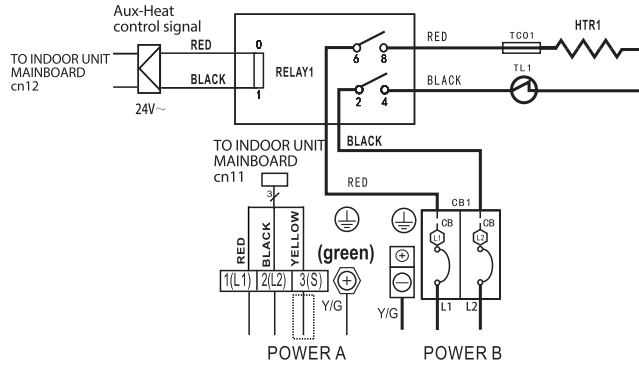 Aux-Heat
control signal
TO INDOOR UNIT
MAINBOARD
cn12
RED
BLACK
24V~
0
1
RELAY1
6 8
2 4
RED
BLACK
TCO1
HTR1
TL1
TO INDOOR UNIT
MAINBOARD
cn11
BLACK
RED
3
RED
BLACK
YELLOW
(green)
1(L1) 2(L2) 3(S)
Y/G
Y/G
CB1
CB CB
L1 L2
L1 L2
POWER A
POWER B